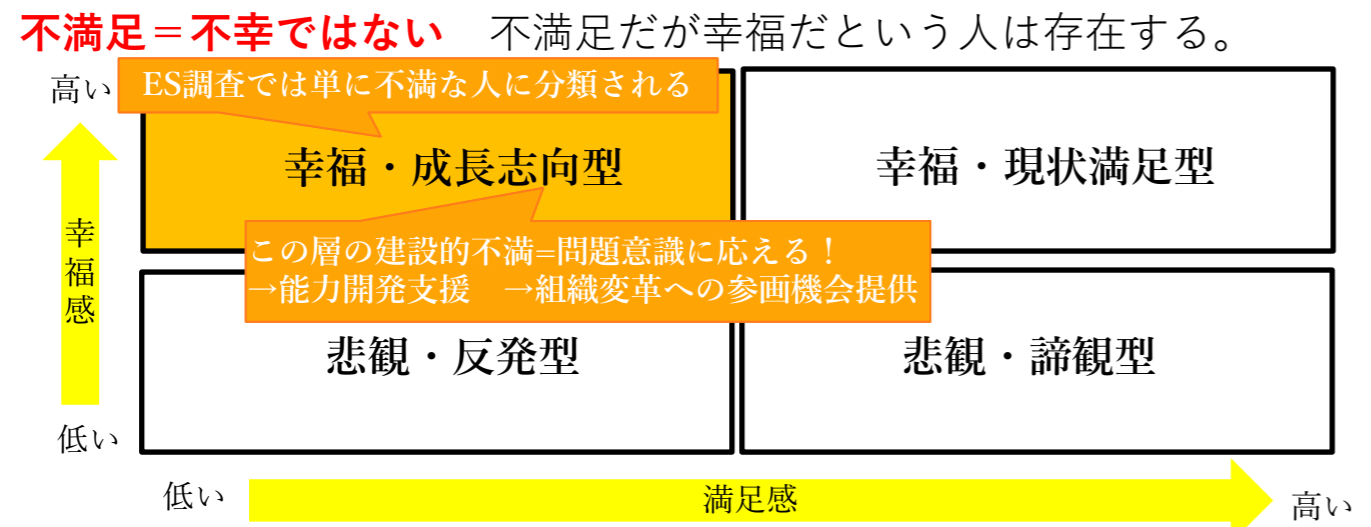 不満足＝不幸ではない　不満足だが幸福だという人は存在する。
高い
ES調査では単に不満な人に分類される
幸福・成長志向型
幸福・現状満足型
幸福感
この層の建設的不満=問題意識に応える！
→能力開発支援　→組織変革への参画機会提供
悲観・反発型
悲観・諦観型
低い
低い
満足感
高い